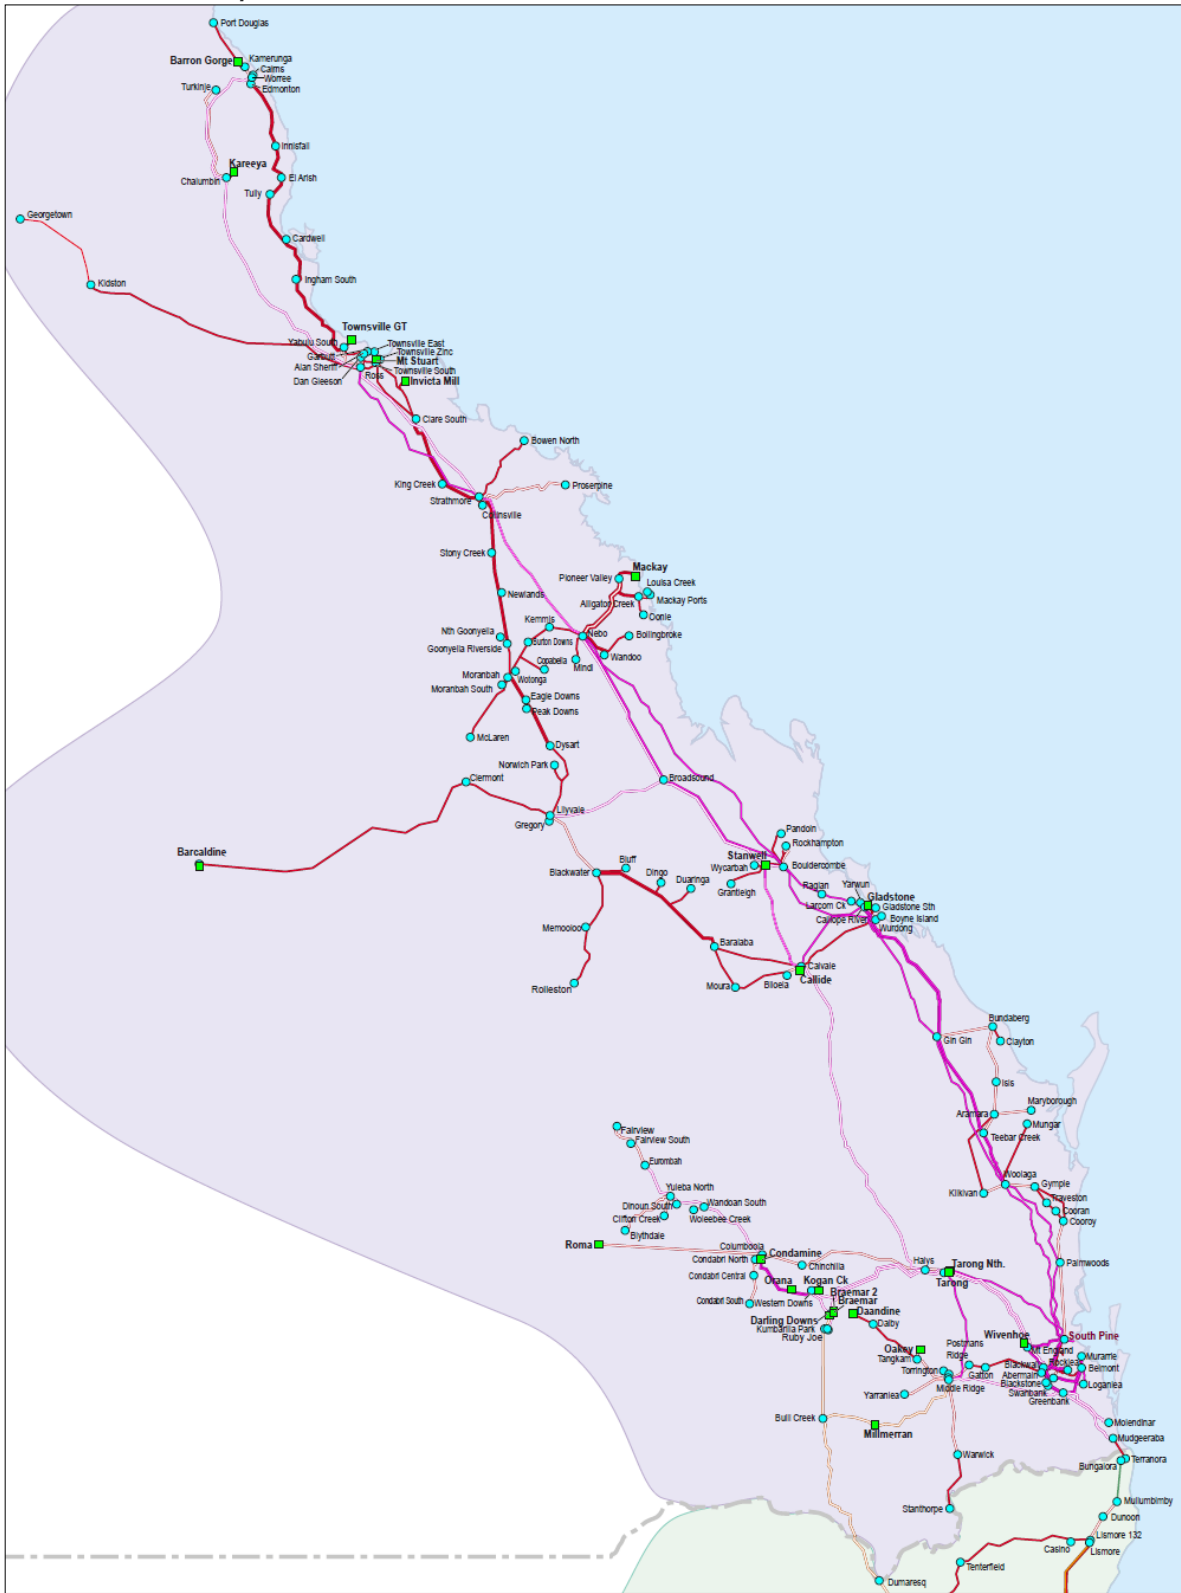 Port Douglas
Barron Gorge
Kamerunga
Cairns
Woree
Turkinje
Edmonton
Innisfail
Kareeya
Chalumbin
El Arish
Tully
Georgetown
Cardwell
Kidston
Ingham South
Townsville GT
Yabulu South
Townsville East
Garbutt
Townsville Zinc
Alan Sheriff
Mt Stuart
Townsville South
Dan Gleeson
Ross
Invicta Mill
Clare South
Bowen North
King Creek
Proserpine
Strathmore
Collinsville
Stony Creek
Mackay
Pioneer Valley
Louisa Creek
Newlands
Alligator Creek
Mackay Ports
Oonie
Kemmis
Nth Goonyella
Burton Downs
Nebo
Bolingbroke
Goonyella Riverside
Copabella
Mindi
Wandoo
Moranbah
Wotonga
Moranbah South
Eagle Downs
Peak Downs
McLaren
Dysart
Norwich Park
Clermont
Broadsound
Lilyvale
Gregory
Pandoin
Rockhampton
Barcaldine
Bluff
Stanwell
Blackwater
Dingo
Wycarbah
Bouldercombe
Duaringa
Grantleigh
Raglan
Yarwun
Gladstone
Larcom Ck
Gladstone Sth
Calliope River
Boyne Island
Wurdong
Memooloo
Baralaba
Calvale
Rolleston
Moura
Biloela
Callide
Bundaberg
Gin Gin
Clayton
Isis
Maryborough
Aramara
Mungar
Fairview
Teebar Creek
Fairview South
Eurombah
Woolaga
Kilkivan
Gympie
Yuleba North
Traveston
Dinoun South
Wandoan South
Cooran
Clifton Creek
Woleebee Creek
Cooroy
Blythdale
Roma
Columboola
Condamine
Condabri North
Chinchilla
Halys
Tarong Nth.
Palmwoods
Condabri Central
Tarong
Orana
Kogan Ck
Condabri South
Western Downs
Braemar 2
Braemar
Darling Downs
Daandine
Kumbarilla Park
Dalby
Ruby Joe
Wivenhoe
South Pine
Oakey
Postmans
Ridge
Mt England
Tangkam
Murarrie
Blackwall
Rocklea
Torrington
Gatton
Belmont
Abermain
Blackstone
Middle Ridge
Loganlea
Yarranlea
Swanbank
Greenbank
Bull Creek
Millmerran
Molendinar
Mudgeeraba
Warwick
Terranora
Bungalora
Stanthorpe
Mullumbimby
Dunoon
Lismore 132
Casino
Lismore
Tenterfield
Dumaresq